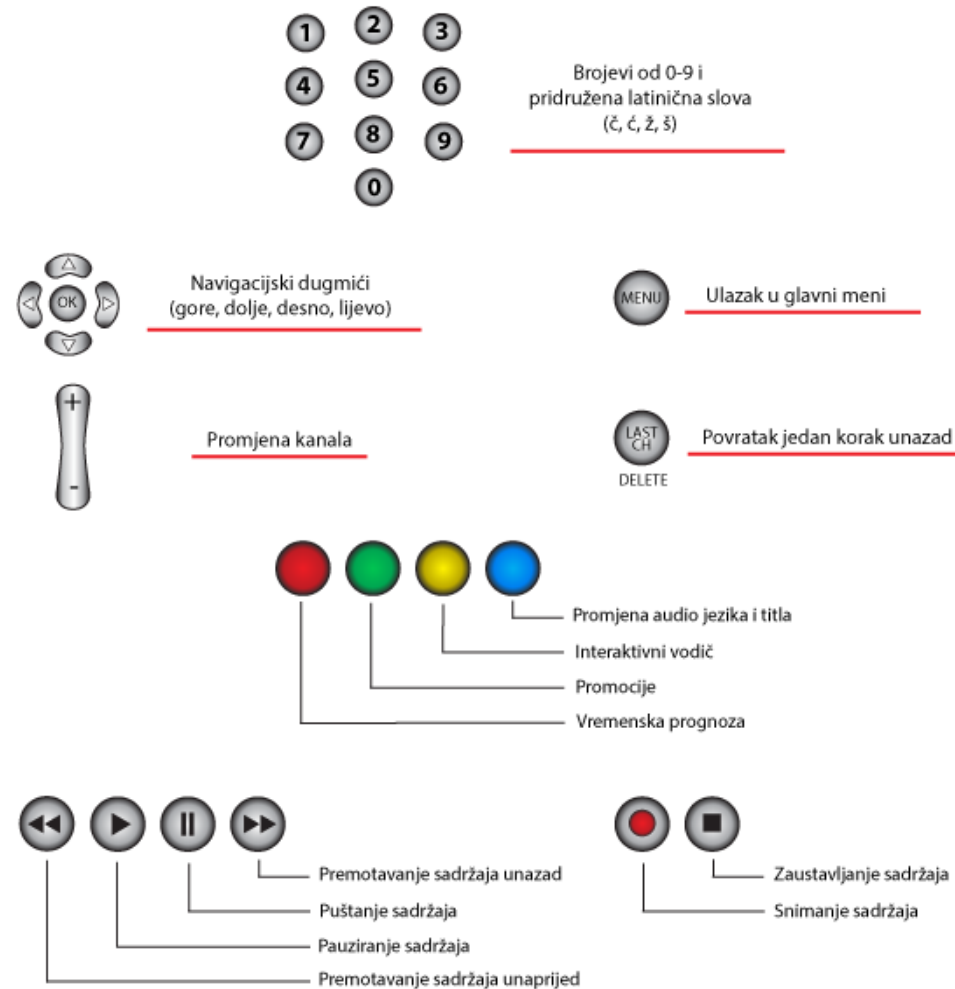 1
2
3
4
5
6
7
8
9
0
Brojevi od 0-9 i
pridružena latinična slova
(č, ć, ž, š)
OK
Navigacijski dugmići
(gore, dolje, desno, lijevo)
MENU
Ulazak u glavni meni
+
-
Promjena kanala
LAST
CH
DELETE
Povratak jedan korak unazad
Promjena audio jezika i titla
Interaktivni vodič
Promocije
Vremenska prognoza
Premotavanje sadržaja unazad
Puštanje sadržaja
Pauziranje sadržaja
Premotavanje sadržaja unaprijed
Zaustavljanje sadržaja
Snimanje sadržaja